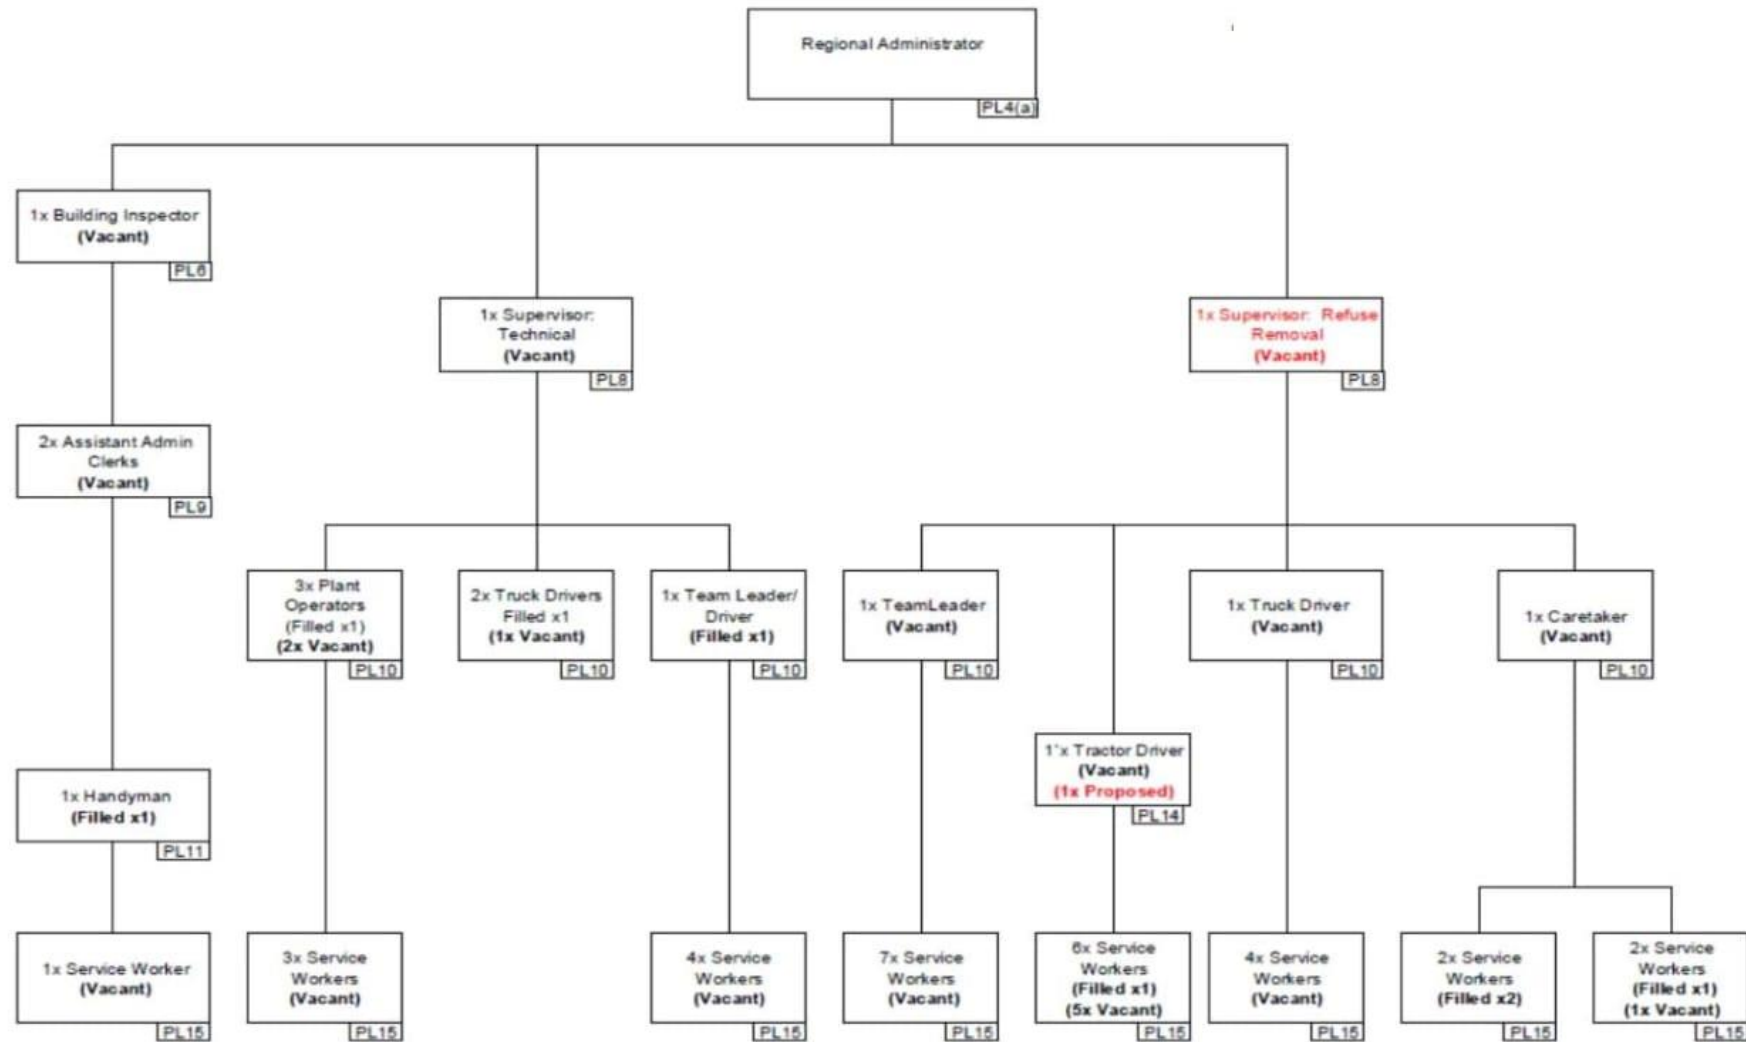 Regional Administrator
PL4(a)
1x Building Inspector
(Vacant)
PL6
1x Supervisor:
Technical
(Vacant)
PL8
1x Supervisor: Refuse
Removal
(Vacant)
PL8
2x Assistant Admin
Clerks
(Vacant)
PL9
3x Plant
Operators
(Filled x1)
(2x Vacant)
PL10
2x Truck Drivers
Filled x1
(1x Vacant)
PL10
1x Team Leader/
Driver
(Filled x1)
PL10
1x TeamLeader
(Vacant)
PL10
1x Truck Driver
(Vacant)
PL10
1x Caretaker
(Vacant)
PL10
1`x Tractor Driver
(Vacant)
(1x Proposed)
PL14
1x Handyman
(Filled x1)
PL11
1x Service Worker
(Vacant)
PL15
3x Service
Workers
(Vacant)
PL15
4x Service
Workers
(Vacant)
PL15
7x Service
Workers
(Vacant)
PL15
6x Service
Workers
(Filled x1)
(5x Vacant)
PL15
4x Service
Workers
(Vacant)
PL15
2x Service
Workers
(Filled x2)
PL15
2x Service
Workers
(Filled x1)
(1x Vacant)
PL15